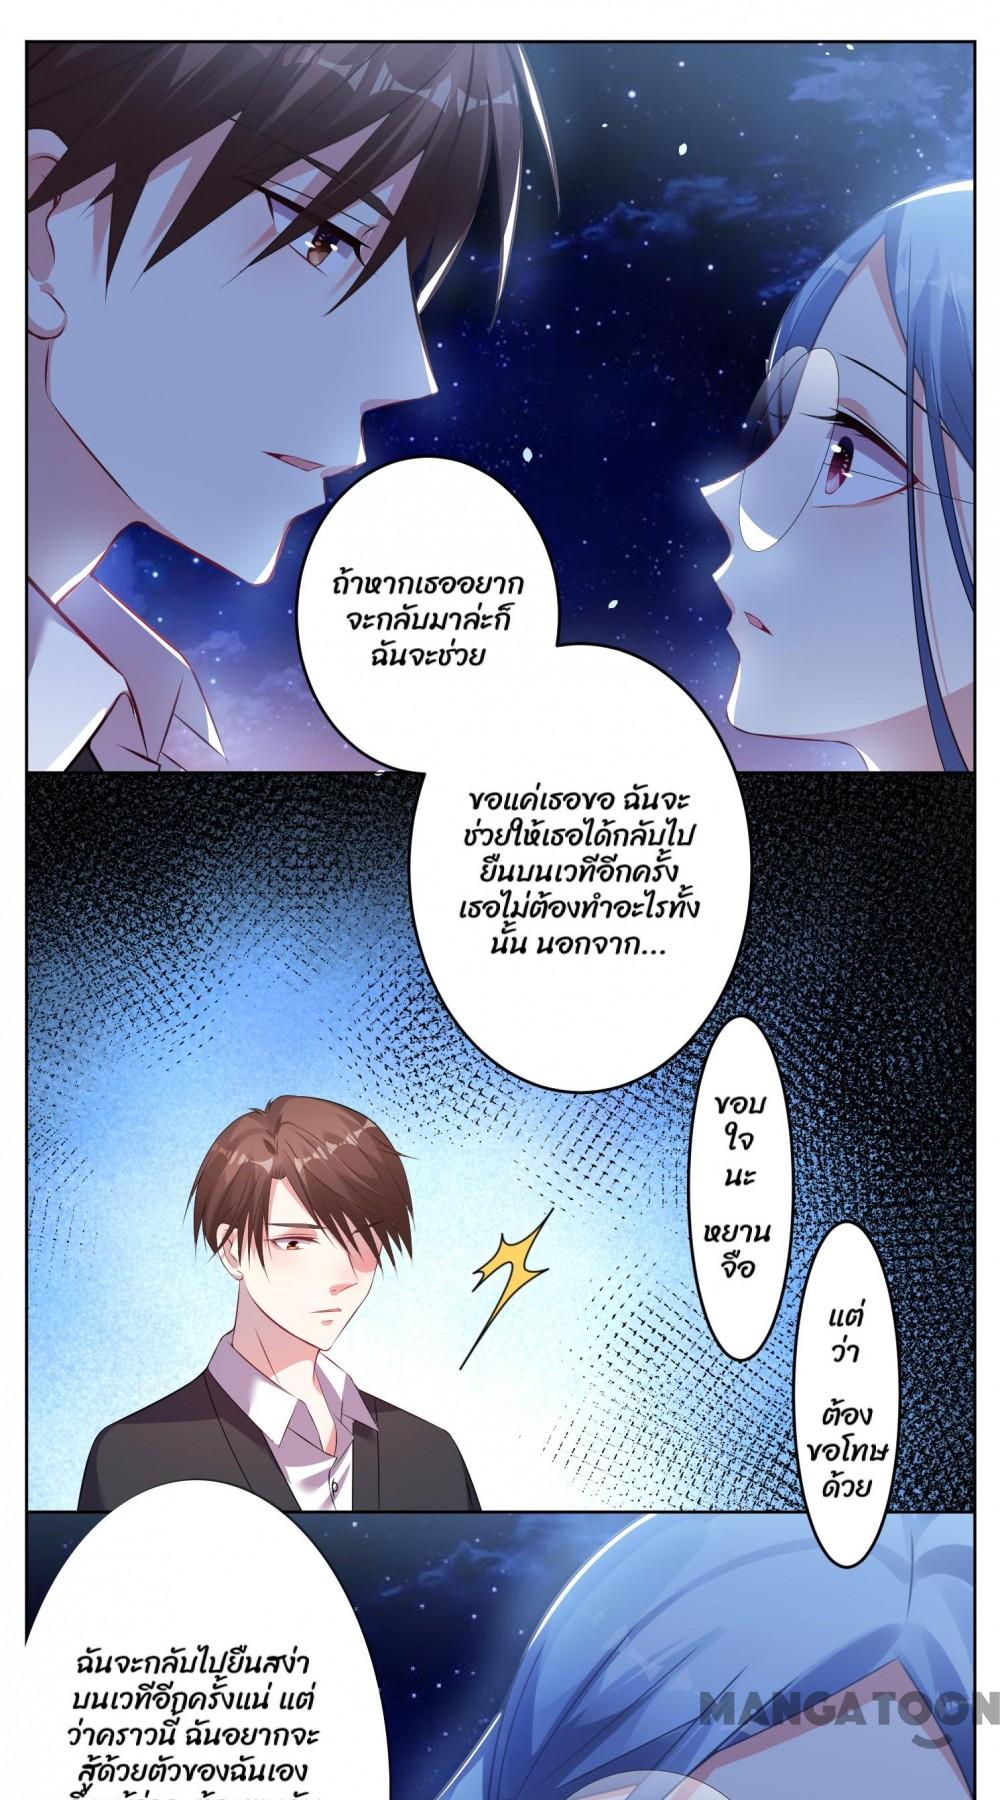 ถ้าหากเธออยาก
จะกลับมาล่ะก็
ฉันจะช่วย
ขอแค่เธอขอ ฉันจะ
ช่วยให้เธอได้กลับไป
ยืนบนเวทีอีกครั้ง
เธอไม่ต้องทำอะไรทั้ง
นั้น นอกจาก...
ขอบ
ใจ
นะ
หยาน
จือ
แต่
ว่า
ต้อง
ขอโทษ
ด้วย
ฉันจะกลับไปยืนสง่า
บนเวทีอีกครั้งแน่ แต่
ว่าคราวนี้ ฉันอยากจะ
สู้ด้วยตัวของฉันเอง
MANGATOON